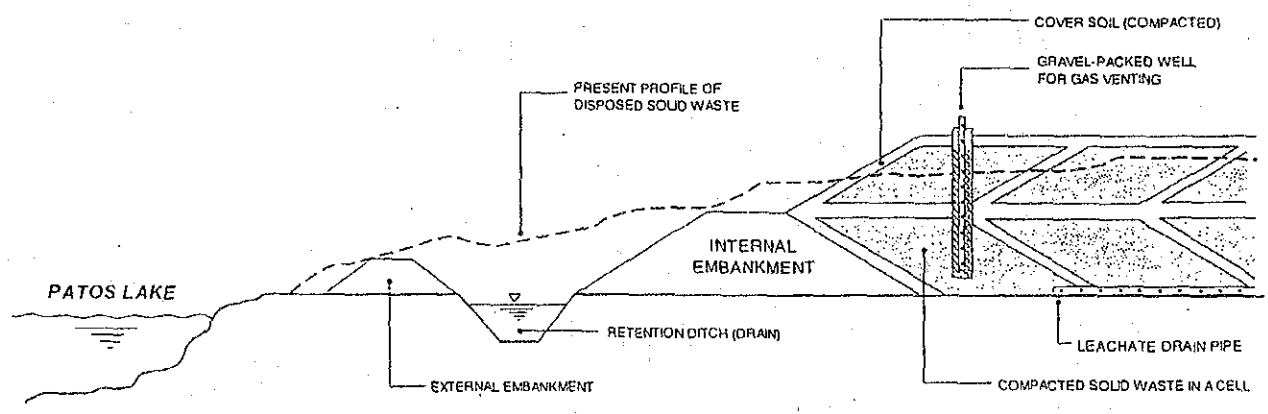 COVER SOIL (COMPACTED)
GRAVEL-PACKED WELL
FOR GAS VENTING
PRESENT PROFILE OF
DISPOSED SOLID WASTE
INTERNAL
EMBANKMENT
PATOS LAKE
RETENTION DITCH (DRAIN)
LEACHATE DRAIN PIPE
EXTERNAL EMBANKMENT
COMPACTED SOLID WASTE IN A CELL